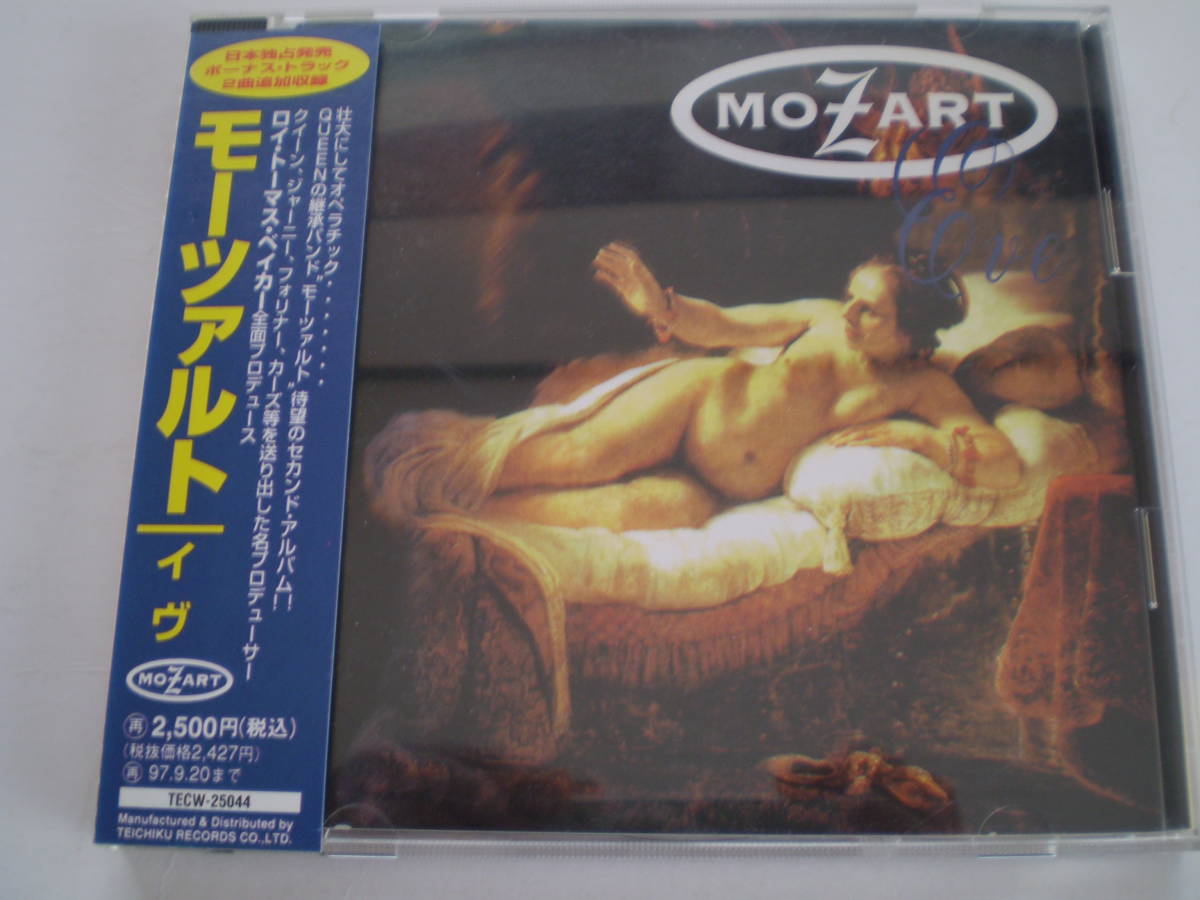 日本独占発売
ボーナス・トラック
2曲追加収録
モーツァルト
イヴ
壮大にしてオペラチック・・・・・・・
QUEENの継承バンド"モーツァルト"待望のセカンド・アルバム!!
クイーン、ジャーニー、フォリナー、カーズ等を送り出した名プロデューサー
ロイ・トーマス・ベイカー全面プロデュース
MOZART
再 2,500円(税込)
(税抜価格2,427円)
再 97.9.20まで
TECW-25044
Manufactured & Distributed by
TEICHIKU RECORDS CO.,LTD.
MOZART
Eve